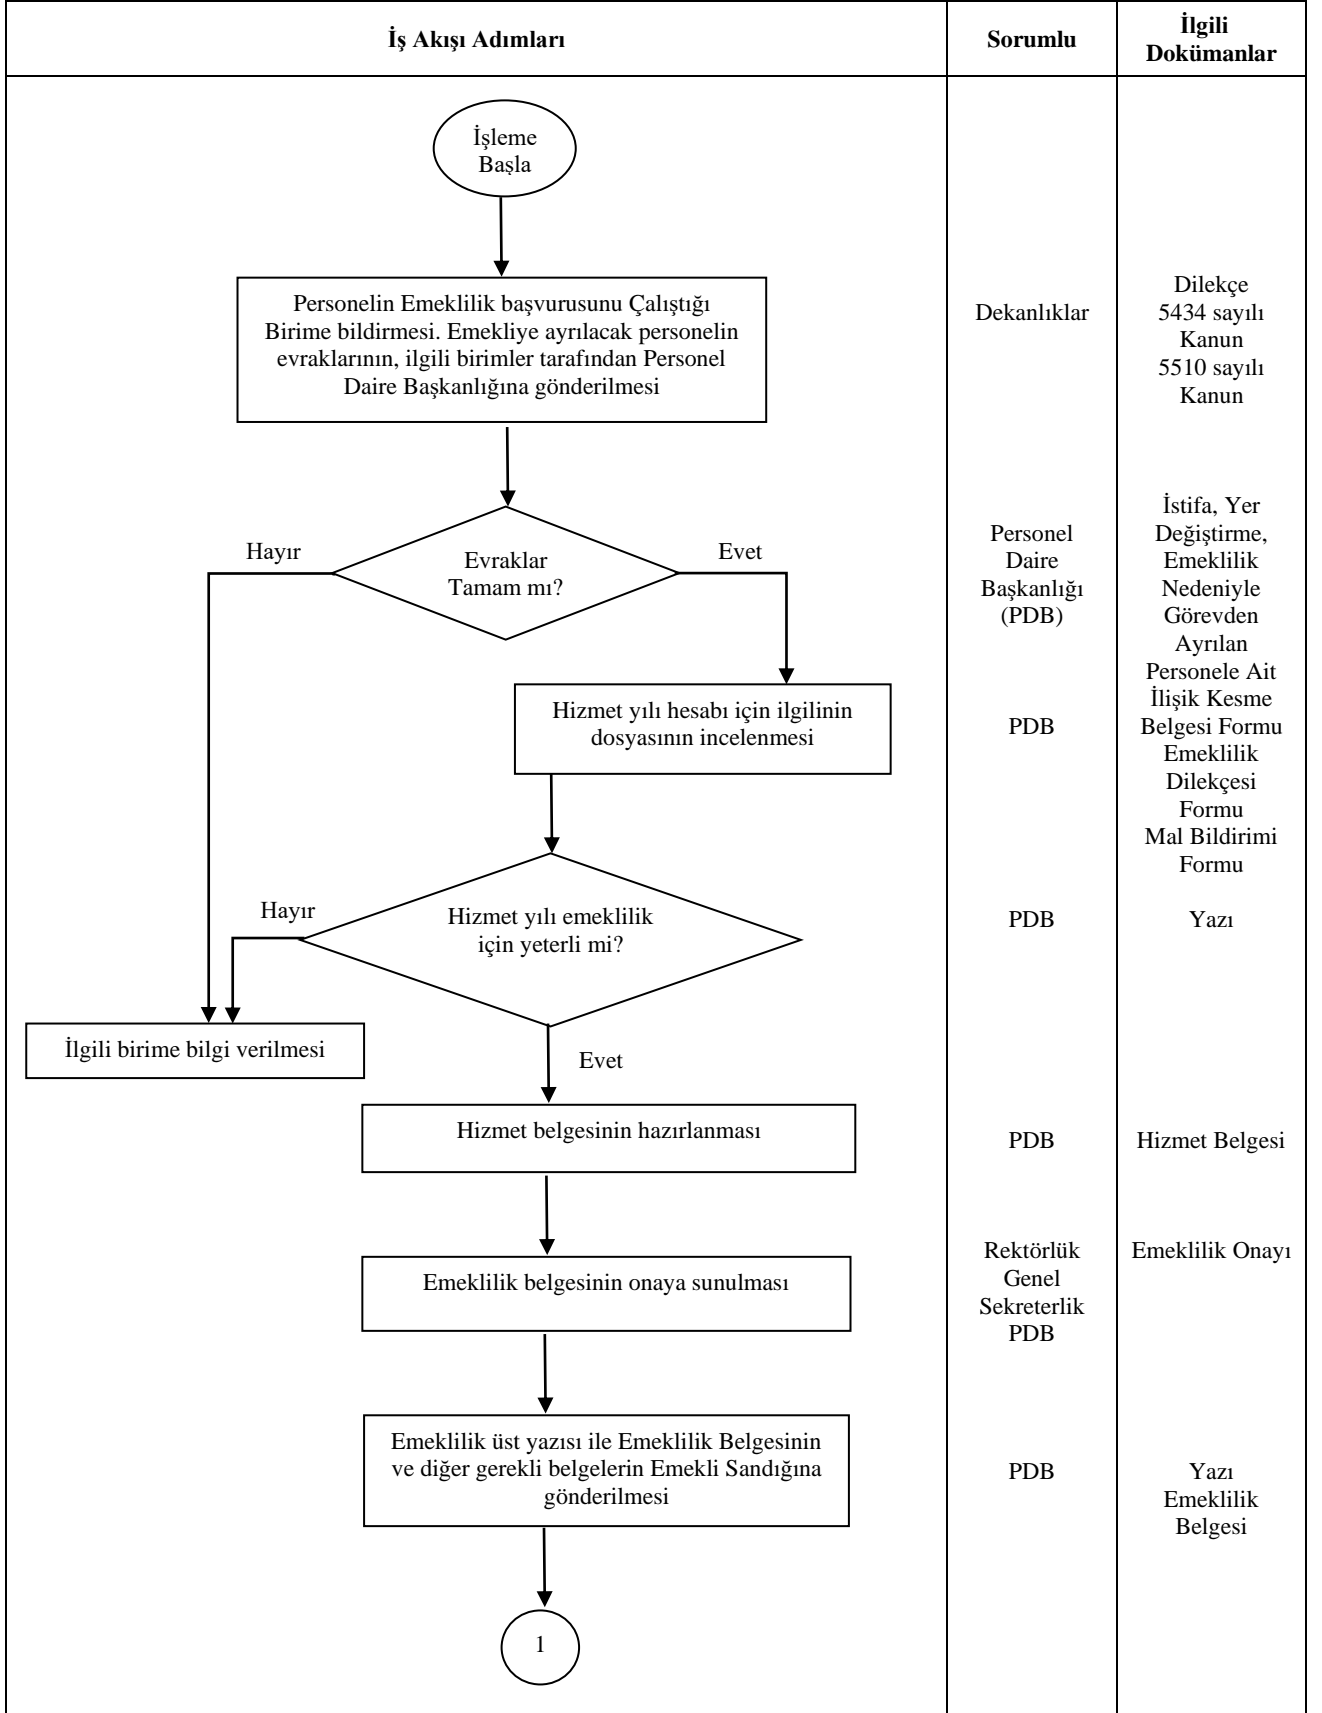 İş Akışı Adımları
Sorumlu
İlgili
Dokümanlar
İşleme
Başla
Personelin Emeklilik başvurusunu Çalıştığı
Birime bildirmesi. Emekliye ayrılacak personelin
evraklarının, ilgili birimler tarafından Personel
Daire Başkanlığına gönderilmesi
Dekanlıklar
Dilekçe
5434 sayılı
Kanun
5510 sayılı
Kanun
Hayır
Evraklar
Tamam mı?
Evet
Personel
Daire
Başkanlığı
(PDB)
İstifa, Yer
Değiştirme,
Emeklilik
Nedeniyle
Görevden
Ayrılan
Personele Ait
İlişik Kesme
Belgesi Formu
Emeklilik
Dilekçesi
Formu
Mal Bildirimi
Formu
Hizmet yılı hesabı için ilgilinin
dosyasının incelenmesi
PDB
Hayır
Hizmet yılı emeklilik
için yeterli mi?
PDB
Yazı
İlgili birime bilgi verilmesi
Evet
Hizmet belgesinin hazırlanması
PDB
Hizmet Belgesi
Emeklilik belgesinin onaya sunulması
Rektörlük
Genel
Sekreterlik
PDB
Emeklilik Onayı
Emeklilik üst yazısı ile Emeklilik Belgesinin
ve diğer gerekli belgelerin Emekli Sandığına
gönderilmesi
PDB
Yazı
Emeklilik
Belgesi
1